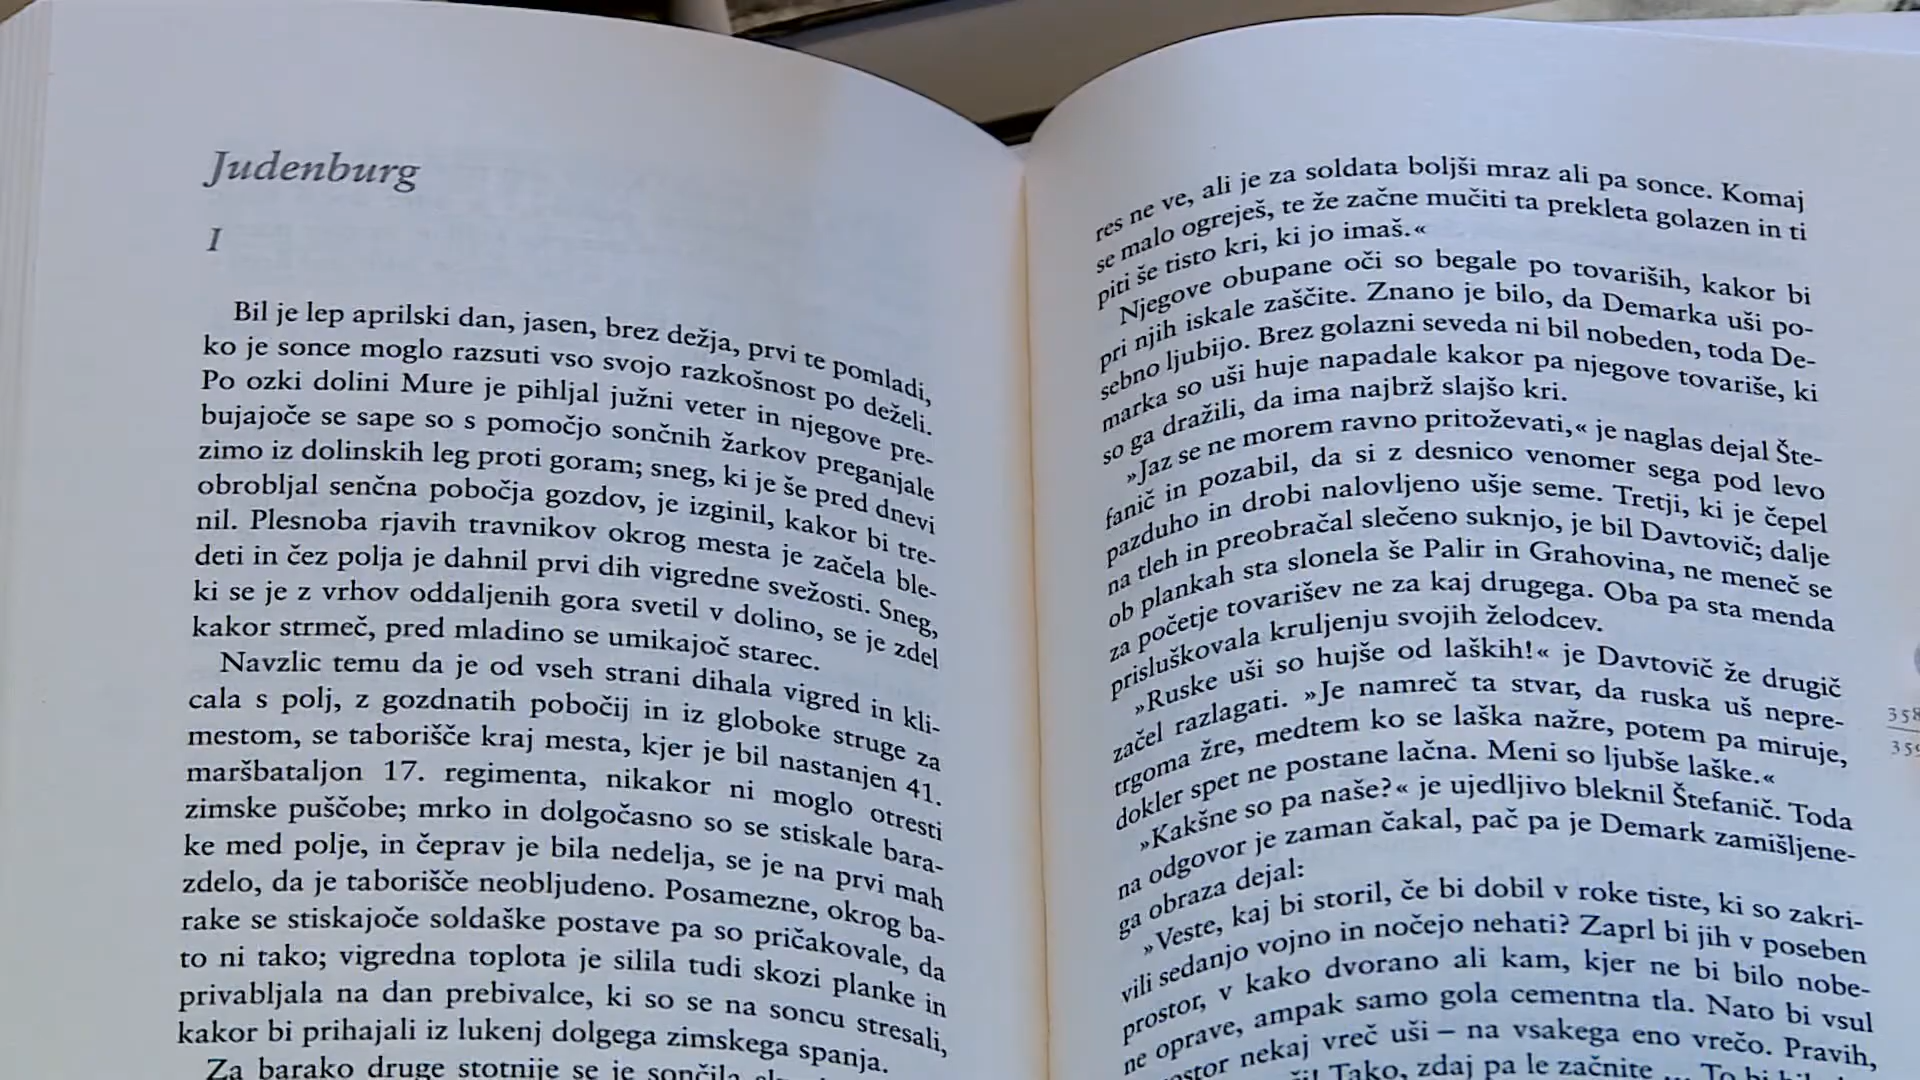 Judenburg
I
Bil je lep aprilski dan, jasen, brez dežja, prvi te pomladi,
ko je sonce moglo razsuti vso svojo razkošnost po deželi.
Po ozki dolini Mure je pihljal južni veter in njegove pre-
bujajoče se sape so s pomočjo sončnih žarkov preganjale
zimo iz dolinskih leg proti goram; sneg, ki je še pred dnevi
obrobljal senčna pobočja gozdov, je izginil, kakor bi tre-
nil. Plesnoba rjavih travnikov okrog mesta je začela ble-
deti in čez polja je dahnil prvi dih vigredne svežosti. Sneg,
ki se je z vrhov oddaljenih gora svetil v dolino, se je zdel
kakor strmeč, pred mladino se umikajoč starec.
Navzlic temu da je od vseh strani dihala vigred in kli-
cala s polj, z gozdnatih pobočij in iz globoke struge za
mestom, se taborišče kraj mesta, kjer je bil nastanjen 41.
maršbataljon 17. regimenta, nikakor ni moglo otresti
zimske puščobe; mrko in dolgočasno so se stiskale bara-
ke med polje, in čeprav je bila nedelja, se je na prvi mah
zdelo, da je taborišče neobljudeno. Posamezne, okrog ba-
rake se stiskajoče soldaške postave pa so pričakovale, da
to ni tako; vigredna toplota je silila tudi skozi planke in
privabljala na dan prebivalce, ki so se na soncu stresali,
kakor bi prihajali iz lukenj dolgega zimskega spanja.
Za barako druge stotnije se je sončila
res ne ve, ali je za soldata boljši mraz ali pa sonce. Komaj
se malo ogreješ, te že začne mučiti ta prekleta golazen in ti
piti še tisto kri, ki jo imaš.«
Njegove obupane oči so begale po tovariših, kakor bi
pri njih iskale zaščite. Znano je bilo, da Demarka uši po-
sebno ljubijo. Brez golazni seveda ni bil nobeden, toda De-
marka so uši huje napadale kakor pa njegove tovariše, ki
so ga dražili, da ima najbrž slajšo kri.
»Jaz se ne morem ravno pritoževati,« je naglas dejal Šte-
fanič in pozabil, da si z desnico venomer sega pod levo
pazduho in drobi nalovljeno ušje seme. Tretji, ki je čepel
na tleh in preobračal slečeno suknjo, je bil Davtovič; dalje
ob plankah sta slonela še Palir in Grahovina, ne meneč se
za početje tovarišev ne za kaj drugega. Oba pa sta menda
prisluškovala kruljenju svojih želodcev.
»Ruske uši so hujše od laških!« je Davtovič že drugič
začel razlagati. »Je namreč ta stvar, da ruska uš nepre-
trgoma žre, medtem ko se laška nažre, potem pa miruje,
dokler spet ne postane lačna. Meni so ljubše laške.«
»Kakšne so pa naše?« je ujedljivo bleknil Štefanič. Toda
na odgovor je zaman čakal, pač pa je Demark zamišljene-
ga obraza dejal:
»Veste, kaj bi storil, če bi dobil v roke tiste, ki so zakri-
vili sedanjo vojno in nočejo nehati? Zaprl bi jih v poseben
prostor, v kako dvorano ali kam, kjer ne bi bilo nobe-
ne oprave, ampak samo gola cementna tla. Nato bi vsul
nekaj vreč uši – na vsakega eno vrečo. Pravih,
Tako, zdaj pa le začnite ... To bi
358